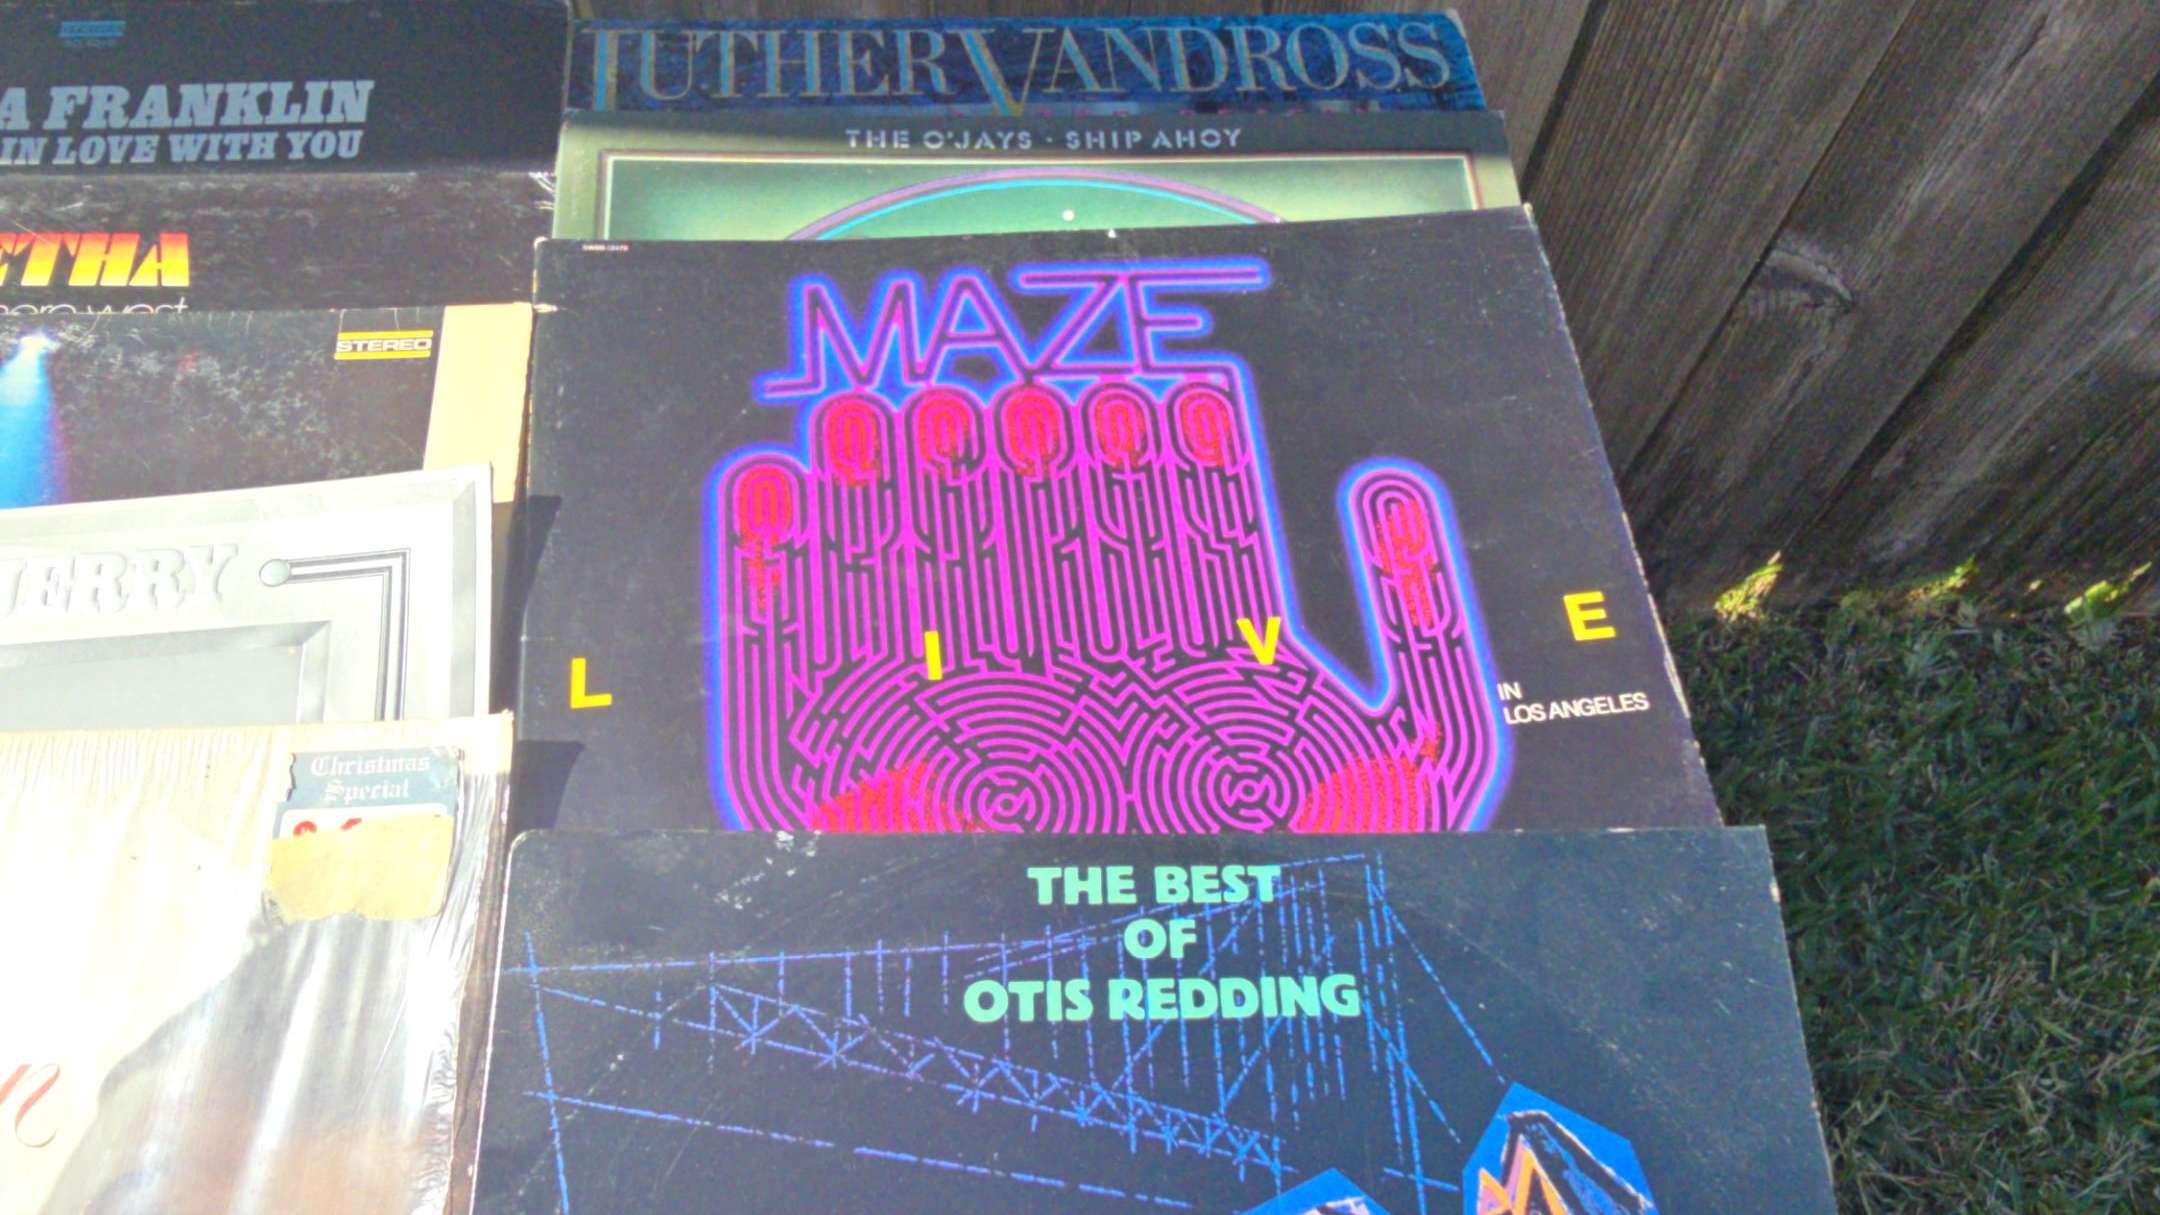 A FRANKLIN
IN LOVE WITH YOU
THA
STEREO
ERRY
Christmas
Special
LUTHER VANDROSS
THE O'JAYS · SHIP AHOY
MAZE
L I V E
IN
LOS ANGELES
THE BEST
OF
OTIS REDDING